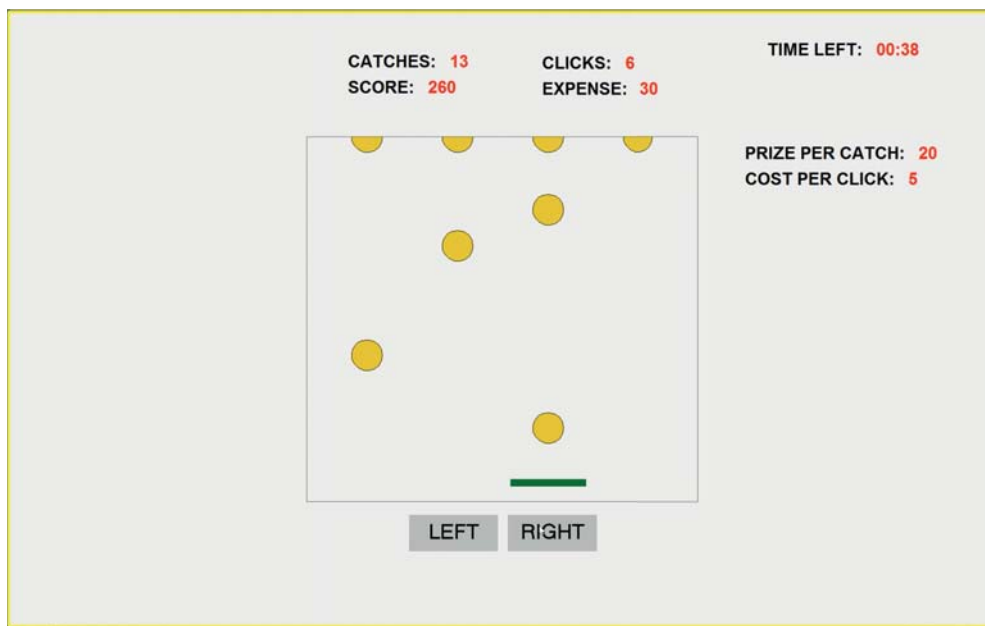 TIME LEFT: 00:38
CATCHES: 13 CLICKS: 6
SCORE: 260 EXPENSE: 30
PRIZE PER CATCH: 20
COST PER CLICK: 5
LEFT RIGHT